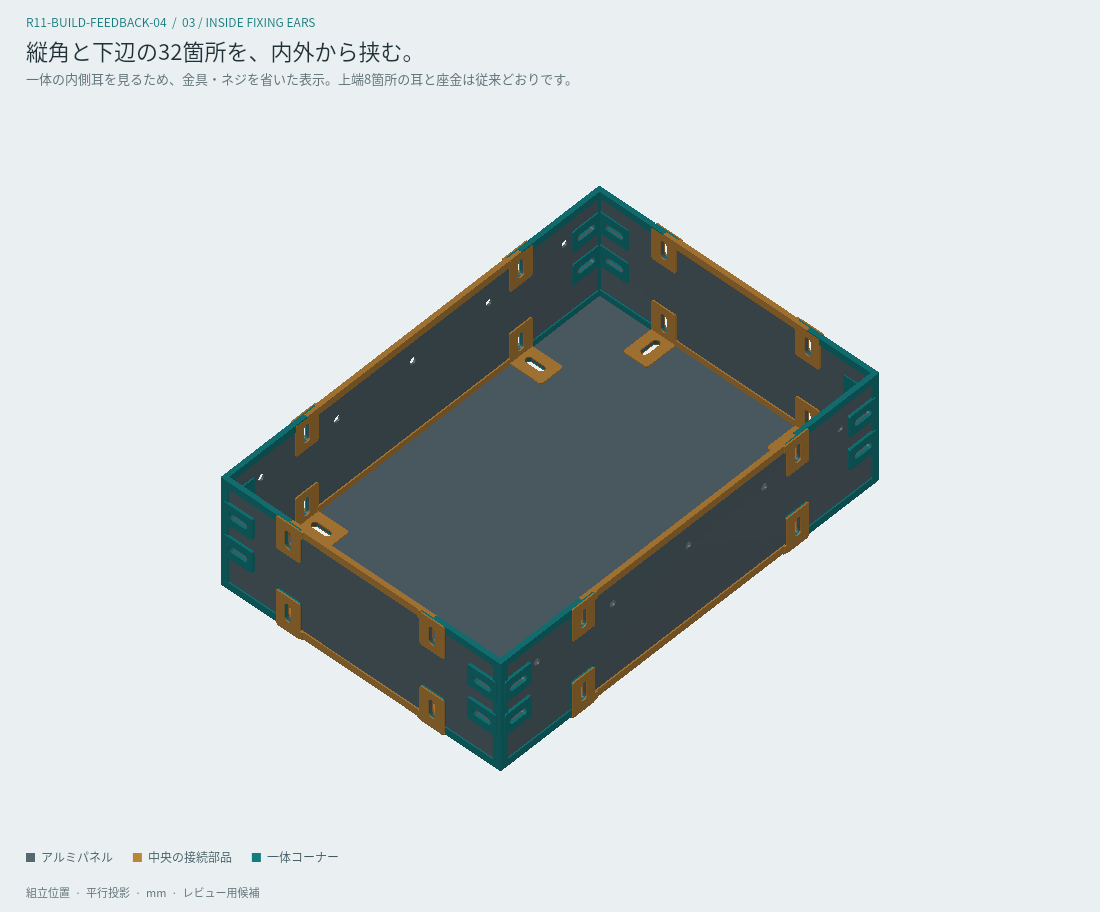 R11-BUILD-FEEDBACK-04 / 03 / INSIDE FIXING EARS
縦角と下辺の32箇所を、内外から挟む。
一体の内側耳を見るため、金具・ネジを省いた表示。上端8箇所の耳と座金は従来どおりです。
アルミパネル 中央の接続部品 一体コーナー
組立位置 · 平行投影 · mm · レビュー用候補